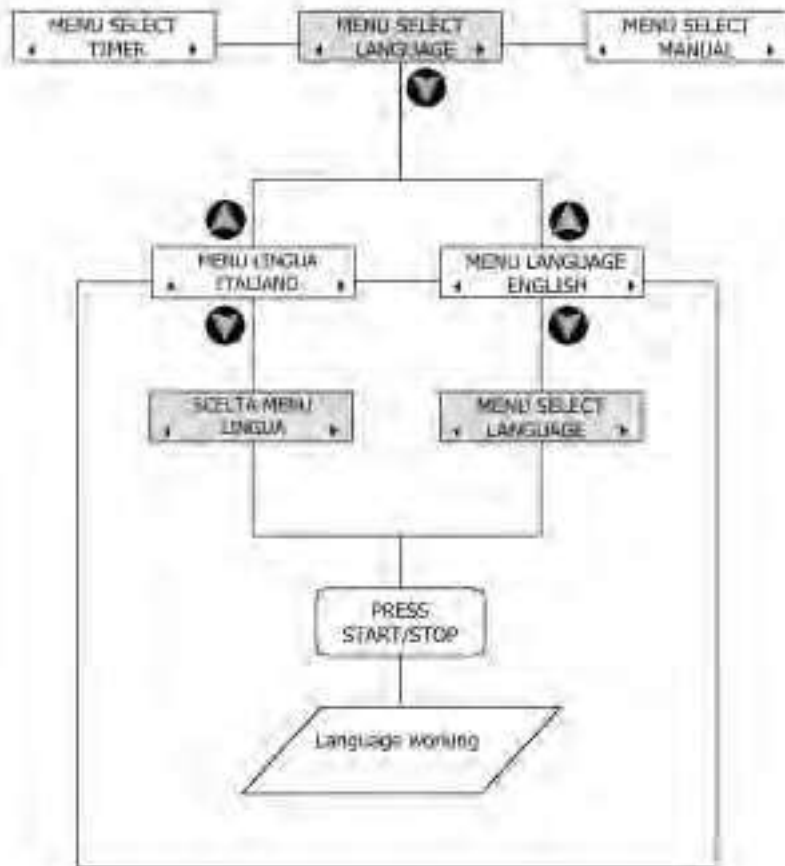 MENU SELECT
TIMER
MENU SELECT
LANGUAGE
MENU SELECT
MANUAL
MENU LINGUA
ITALIANO
MENU LANGUAGE
ENGLISH
SCELTA MENU
LINGUA
MENU SELECT
LANGUAGE
PRESS
START/STOP
Language working